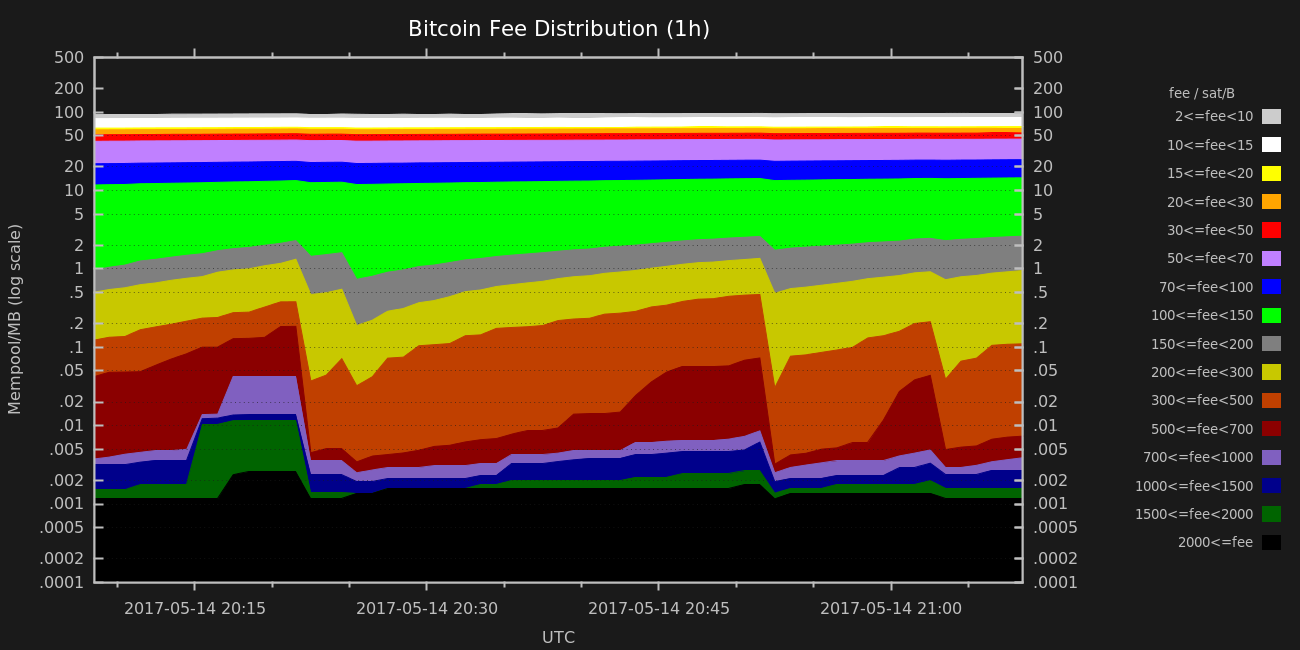 Bitcoin Fee Distribution (1h)
Mempool/MB (log scale)
500
200
100
50
20
10
5
2
1
.5
.2
.1
.05
.02
.01
.005
.002
.001
.0005
.0002
.0001
500
200
100
50
20
10
5
2
1
.5
.2
.1
.05
.02
.01
.005
.002
.001
.0005
.0002
.0001
fee / sat/B
2<=fee<10
10<=fee<15
15<=fee<20
20<=fee<30
30<=fee<50
50<=fee<70
70<=fee<100
100<=fee<150
150<=fee<200
200<=fee<300
300<=fee<500
500<=fee<700
700<=fee<1000
1000<=fee<1500
1500<=fee<2000
2000<=fee
2017-05-14 20:15 2017-05-14 20:30 2017-05-14 20:45 2017-05-14 21:00
UTC